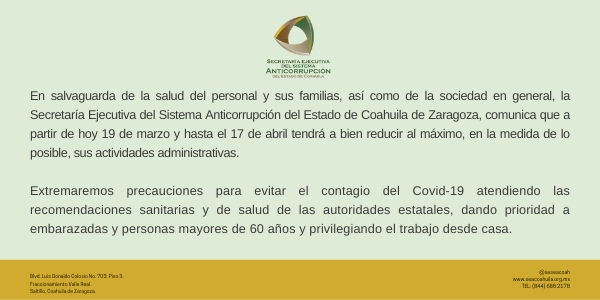 SECRETARÍA EJECUTIVA
DEL SISTEMA
ANTICORRUPCIÓN
DEL ESTADO DE COAHUILA
En salvaguarda de la salud del personal y sus familias, así como de la sociedad en general, la
Secretaría Ejecutiva del Sistema Anticorrupción del Estado de Coahuila de Zaragoza, comunica que a
partir de hoy 19 de marzo y hasta el 17 de abril tendrá a bien reducir al máximo, en la medida de lo
posible, sus actividades administrativas.
Extremaremos precauciones para evitar el contagio del Covid-19 atendiendo las
recomendaciones sanitarias y de salud de las autoridades estatales, dando prioridad a
embarazadas y personas mayores de 60 años y privilegiando el trabajo desde casa.
Blvd. Luis Donaldo Colosio No. 703. Piso 3.
Fraccionamiento Valle Real
Saltillo, Coahuila de Zaragoza.
@seseacoah
www.seacoahuila.org.mx
TEL. (844) 688 2178